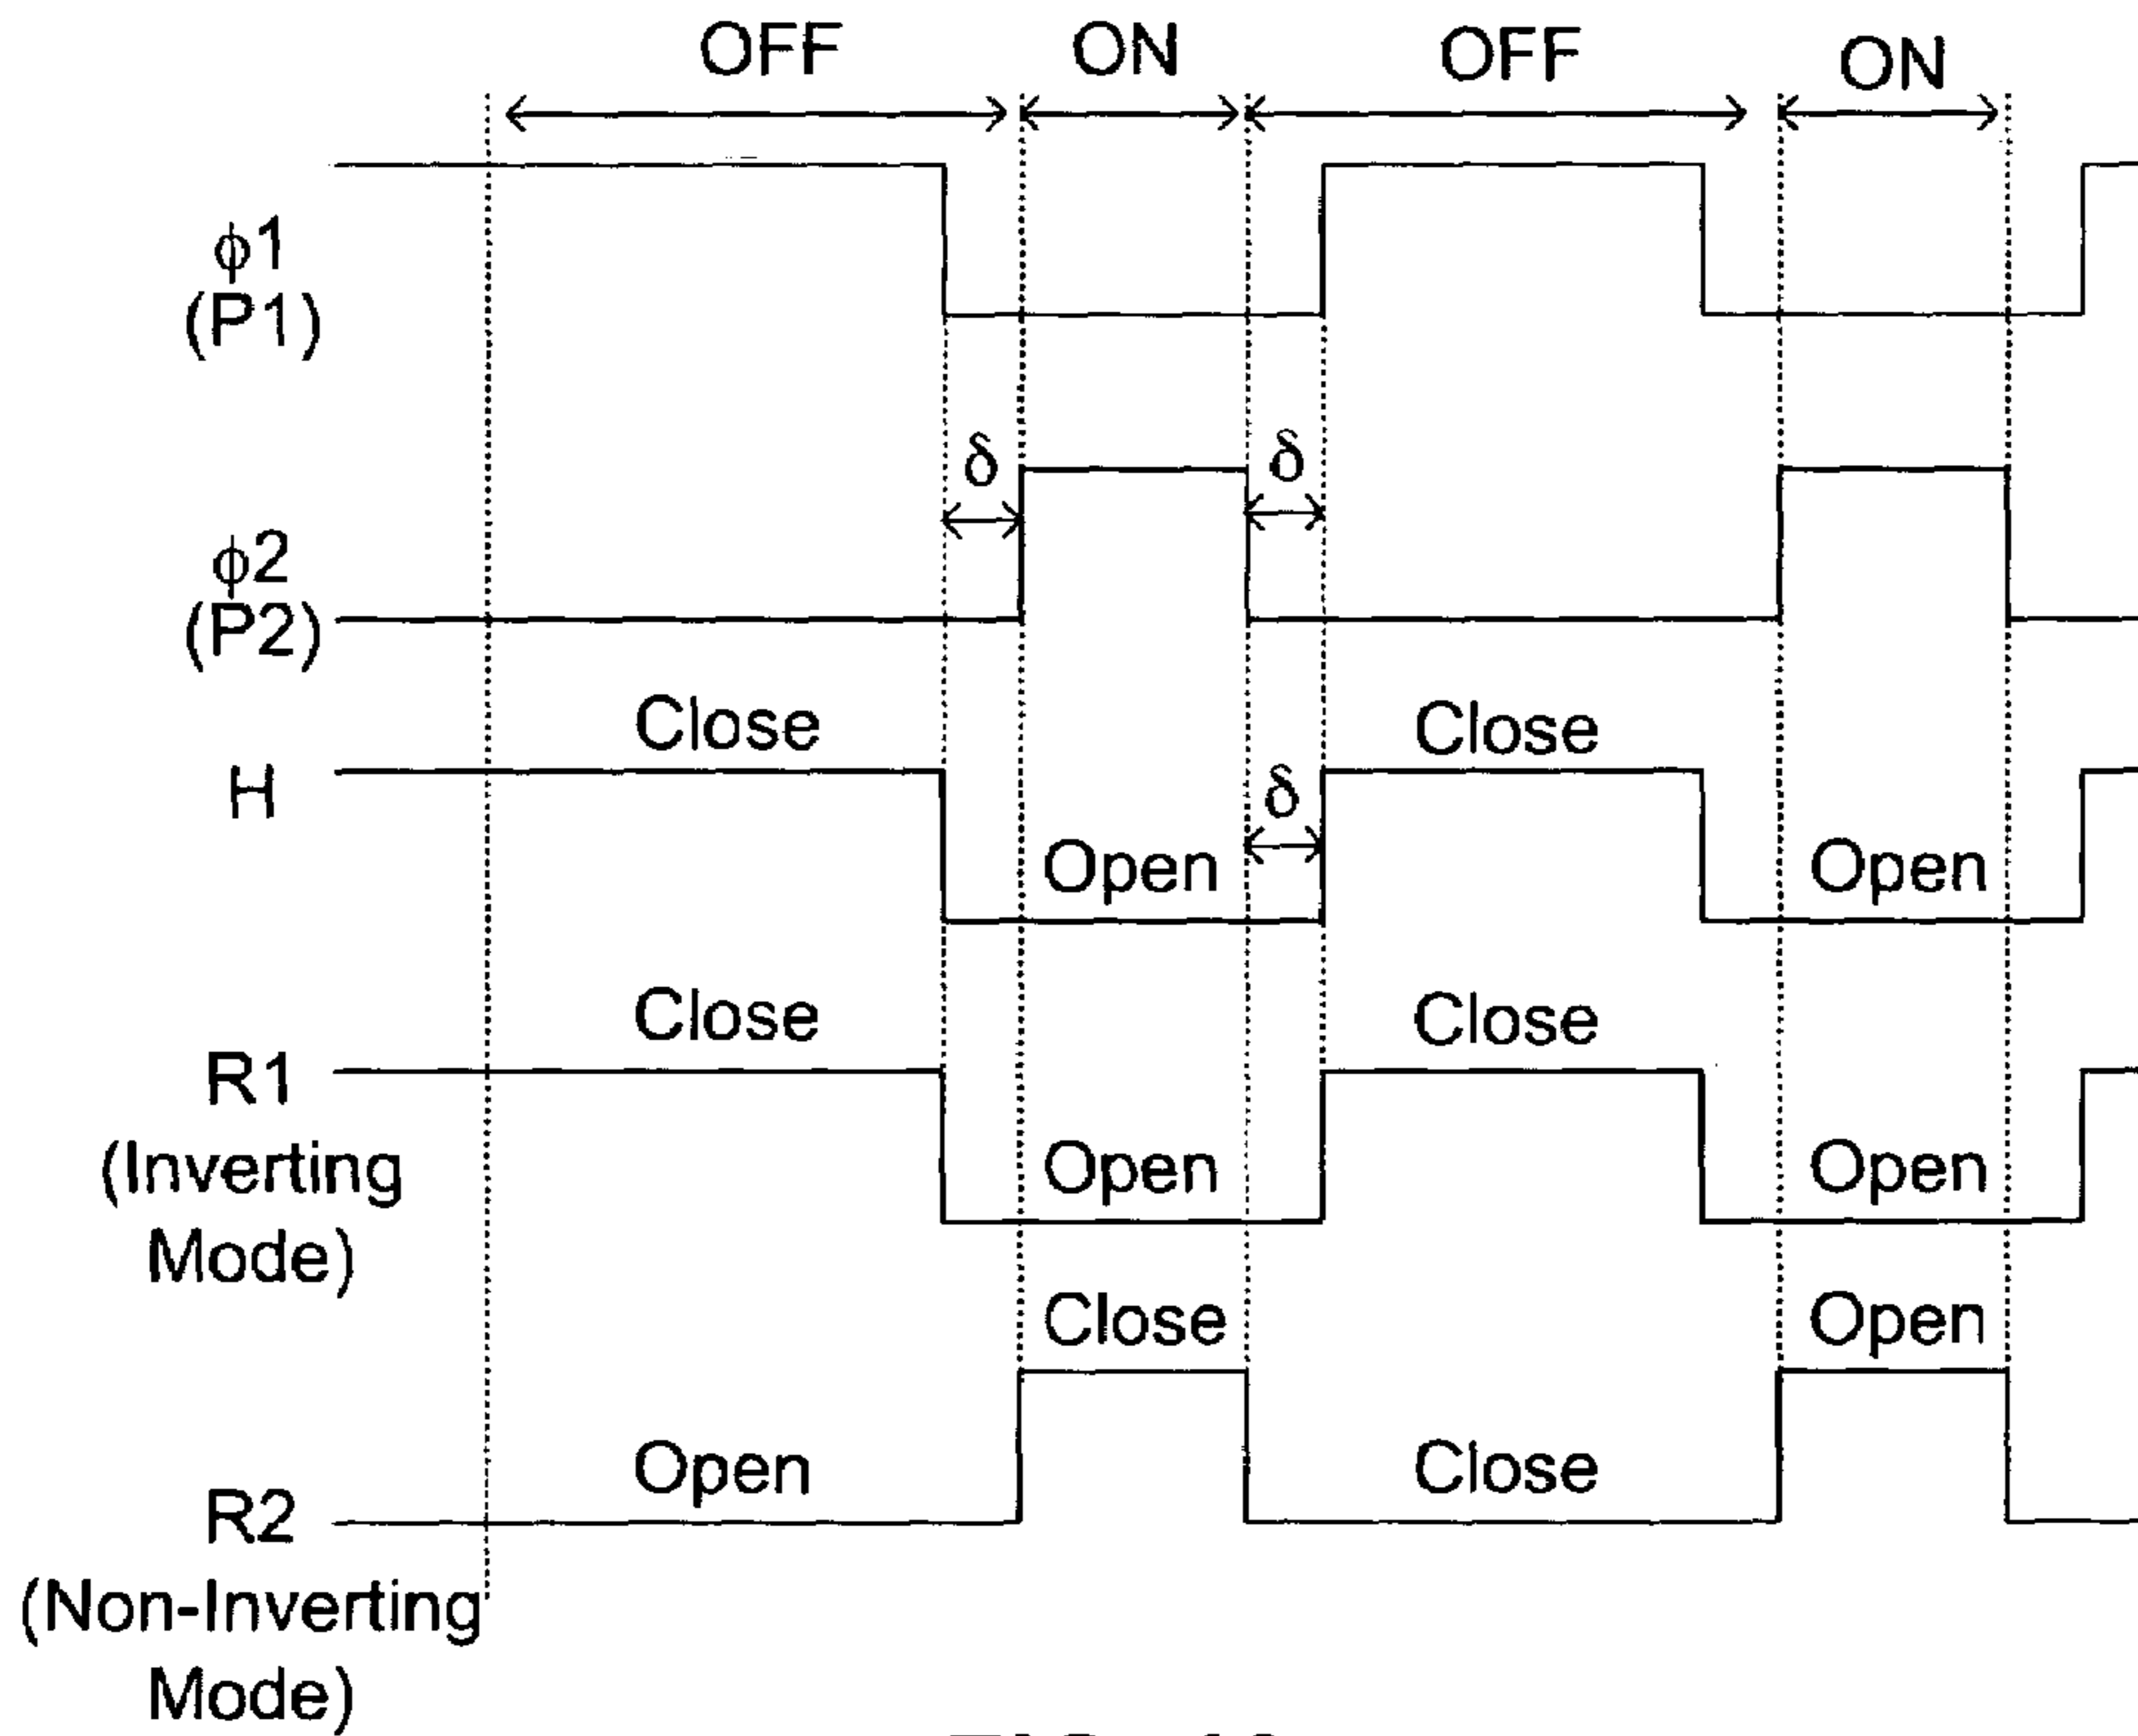 OFF ON OFF ON
φ1
(P1)
δ δ
φ2
(P2)
Close Close
H
δ
Open Open
Close Close
R1
(Inverting
Mode)
Open Open
Close Open
Open Close
R2
(Non-Inverting
Mode)